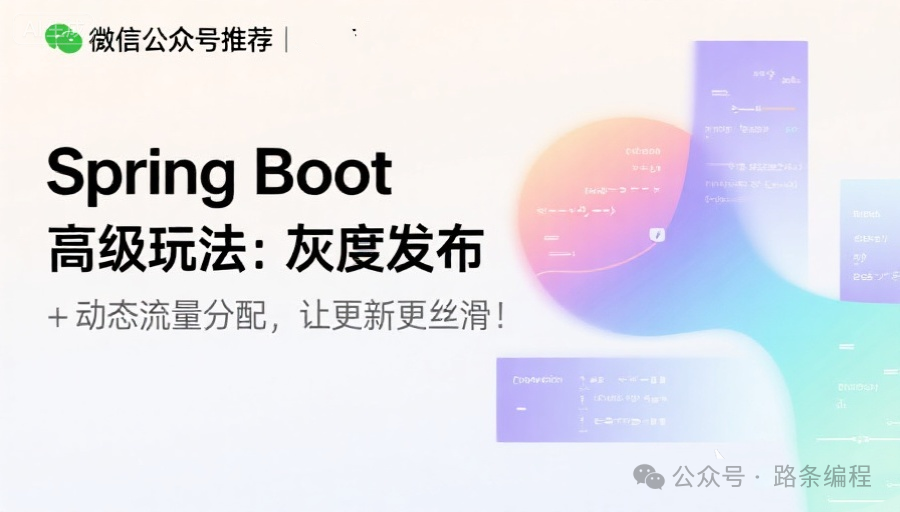 微信公众号推荐
Spring Boot
高级玩法：灰度发布
+ 动态流量分配，让更新更丝滑！
公众号 · 路条编程